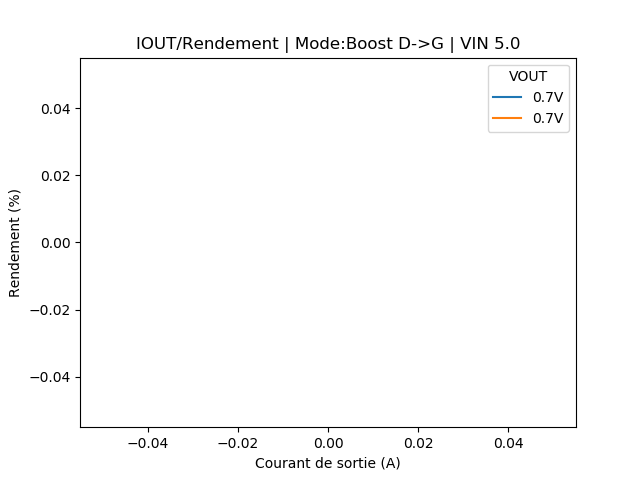 IOUT/Rendement | Mode:Boost D->G | VIN 5.0
VOUT
0.7V
0.7V
0.04
0.02
0.00
−0.02
−0.04
Rendement (%)
−0.04
−0.02
0.00
0.02
0.04
Courant de sortie (A)